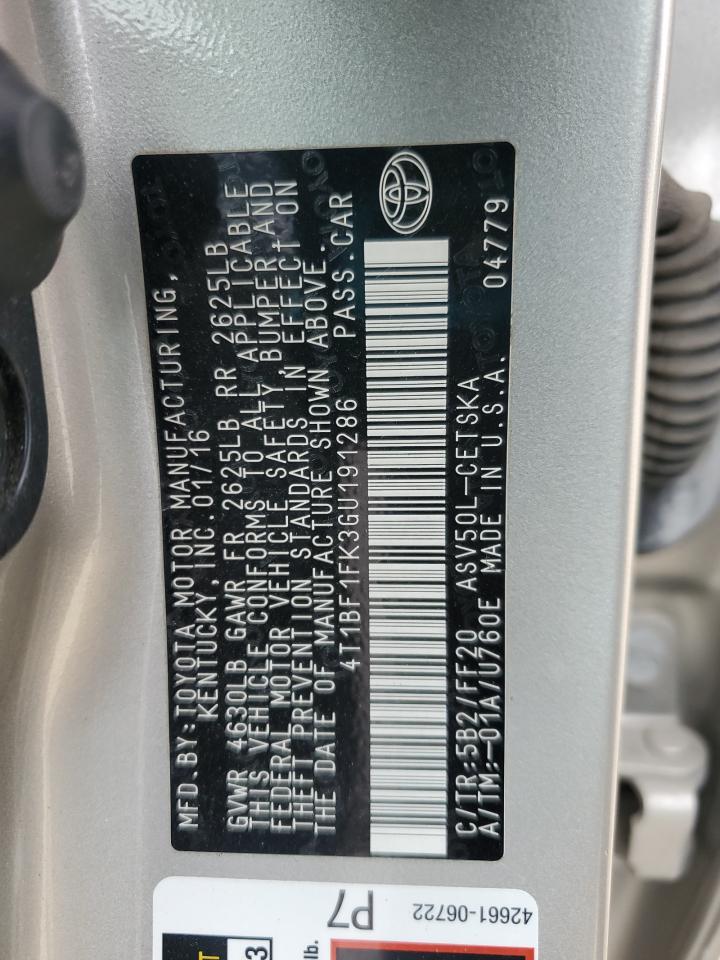 MFD.BY:TOYOTA MOTOR MANUFACTURING,
KENTUCKY,INC.01/16
GVWR 4630LB GAWR FR 2625LB RR 2625LB
THIS VEHICLE CONFORMS TO ALL APPLICABLE
FEDERAL MOTOR VEHICLE SAFETY,BUMPER,AND
THEFT PREVENTION STANDARDS IN EFFECT ON
THE DATE OF MANUFACTURE SHOWN ABOVE.
4T1BF1FK3GU191286 PASS.CAR
C/TR:5B2/FF20 ASV50L-CETSKA 04779
A/TM:-01A/U760E MADE IN U.S.A.
42661-06722
P7
lb.
3